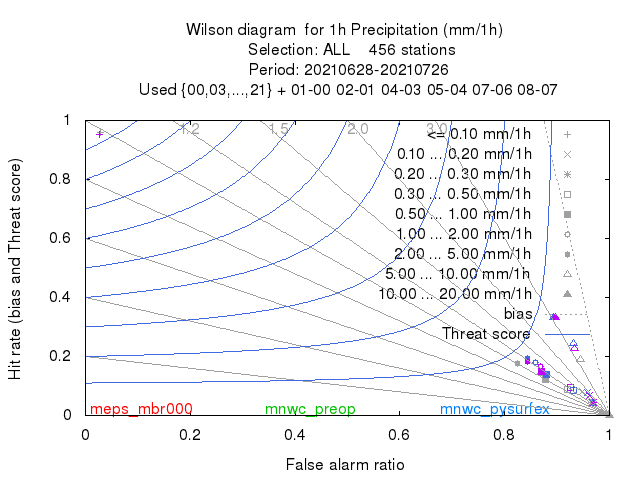 Wilson diagram for 1h Precipitation (mm/1h)
Selection: ALL 456 stations
Period: 20210628-20210726
Used {00,03,...,21} + 01-00 02-01 04-03 05-04 07-06 08-07
1.2 1.5 2.0 3.0
<= 0.10 mm/1h
0.10 ... 0.20 mm/1h
0.20 ... 0.30 mm/1h
0.30 ... 0.50 mm/1h
0.50 ... 1.00 mm/1h
1.00 ... 2.00 mm/1h
2.00 ... 5.00 mm/1h
5.00 ... 10.00 mm/1h
10.00 ... 20.00 mm/1h
bias
Threat score
Hit rate (bias and Threat score)
1
0.8
0.6
0.4
0.2
0
meps_mbr000 mnwc_preop mnwc_pysurfex
0 0.2 0.4 0.6 0.8 1
False alarm ratio